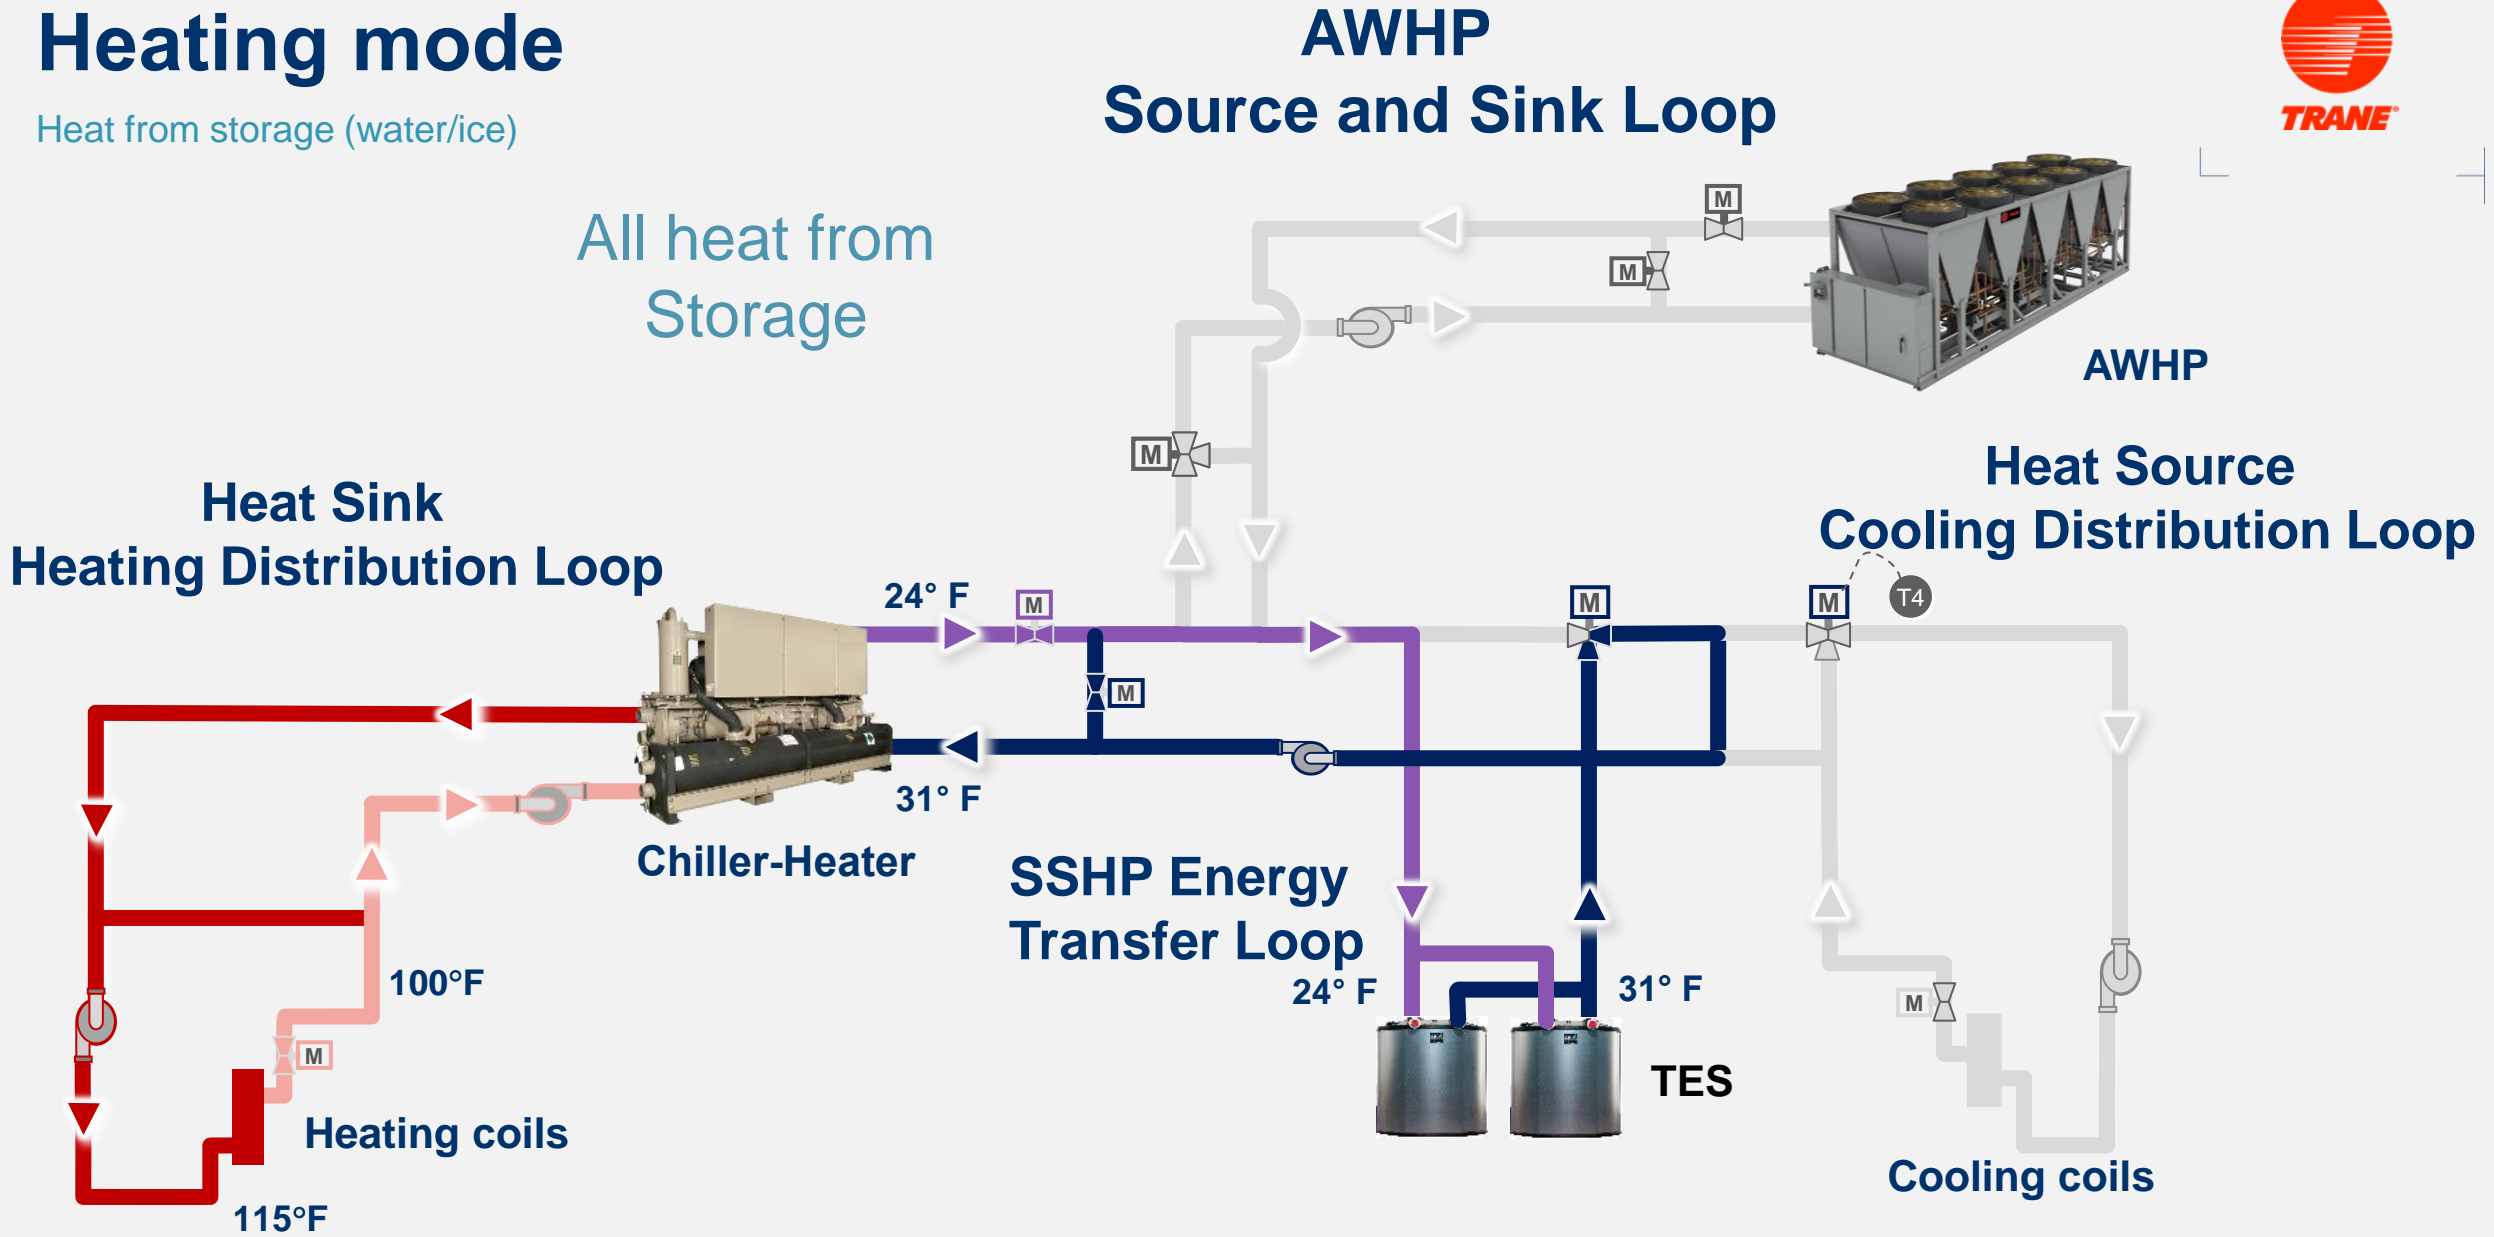 Heating mode
Heat from storage (water/ice)
AWHP
Source and Sink Loop
TRANE®
All heat from
Storage
M
M
AWHP
M
Heat Source
Cooling Distribution Loop
Heat Sink
Heating Distribution Loop
24° F
M
M
M
T4
M
31° F
Chiller-Heater
SSHP Energy
Transfer Loop
24° F
31° F
100°F
M
M
TES
Heating coils
Cooling coils
115°F